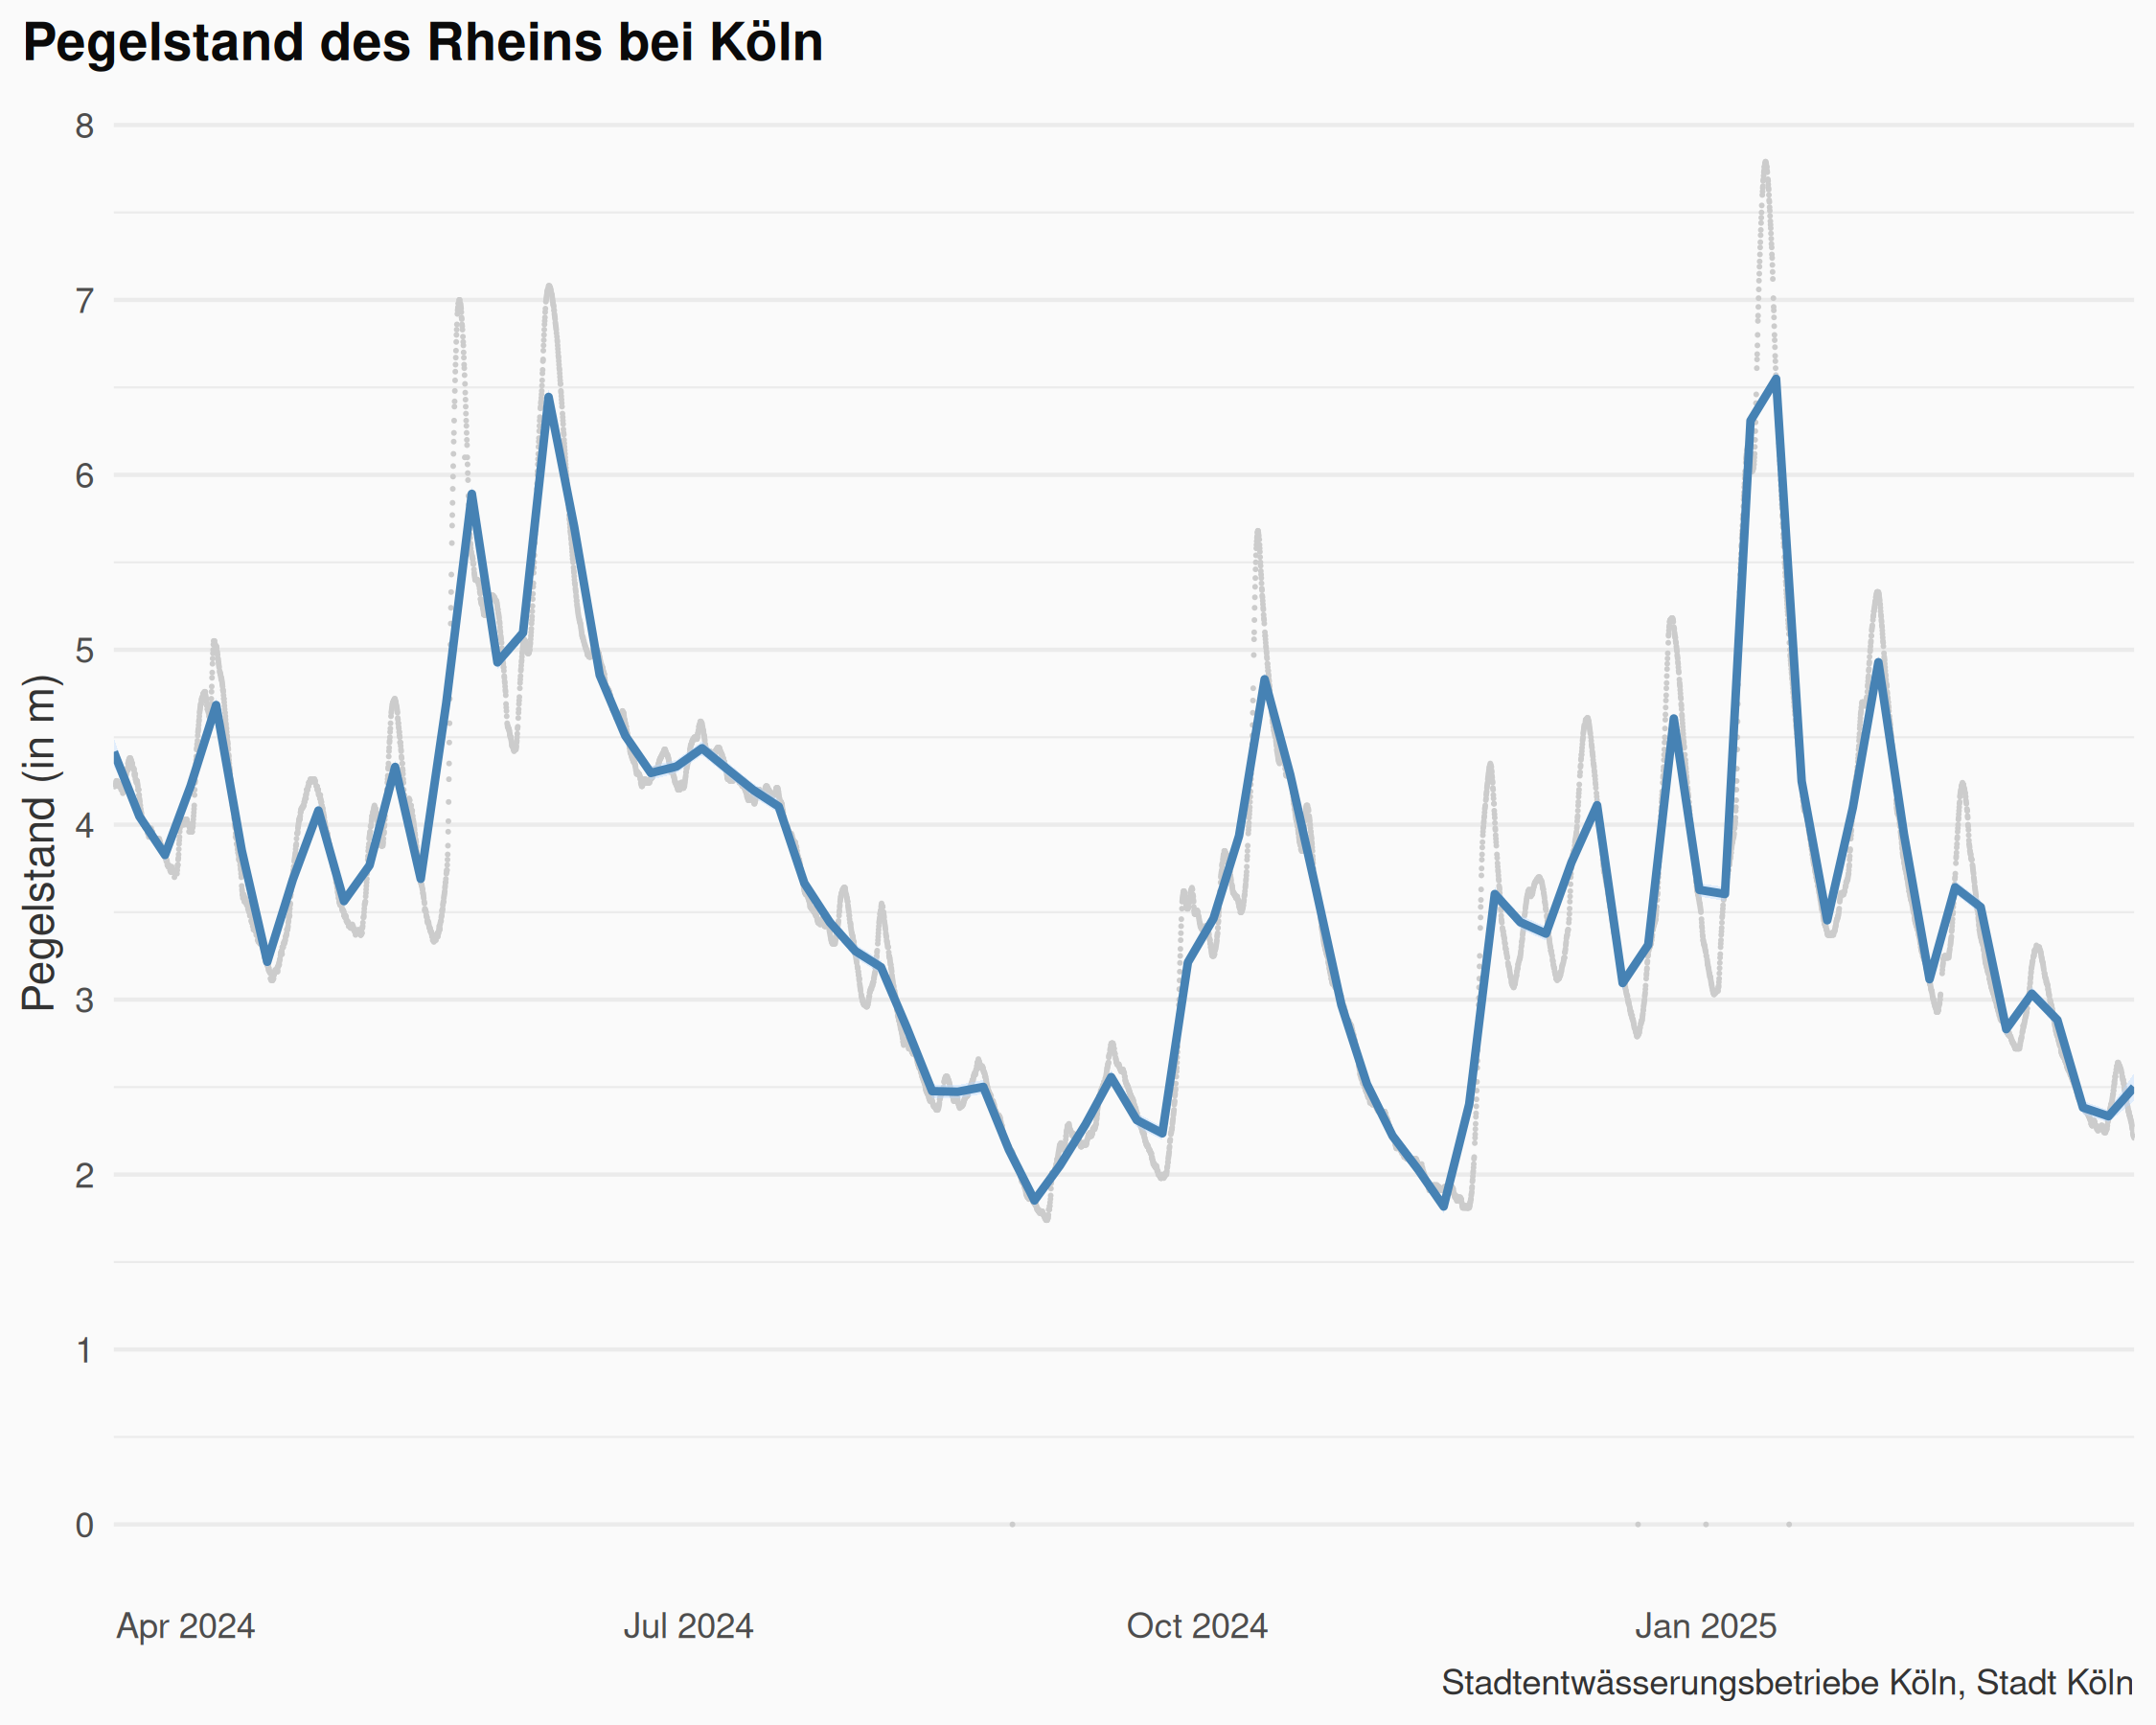 Pegelstand des Rheins bei Köln
Pegelstand (in m)
8
7
6
5
4
3
2
1
0
Apr 2024
Jul 2024
Oct 2024
Jan 2025
Stadtentwässerungsbetriebe Köln, Stadt Köln